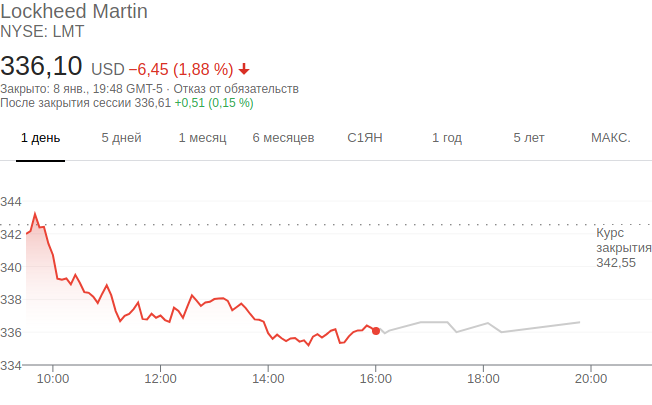 Lockheed Martin
NYSE: LMT
336,10 USD −6,45 (1,88 %)
Закрыто: 8 янв., 19:48 GMT-5 · Отказ от обязательств
После закрытия сессии 336,61 +0,51 (0,15 %)
1 день 5 дней 1 месяц 6 месяцев С1ЯН 1 год 5 лет МАКС.
344
342
340
338
336
334
Курс
закрытия
342,55
10:00 12:00 14:00 16:00 18:00 20:00